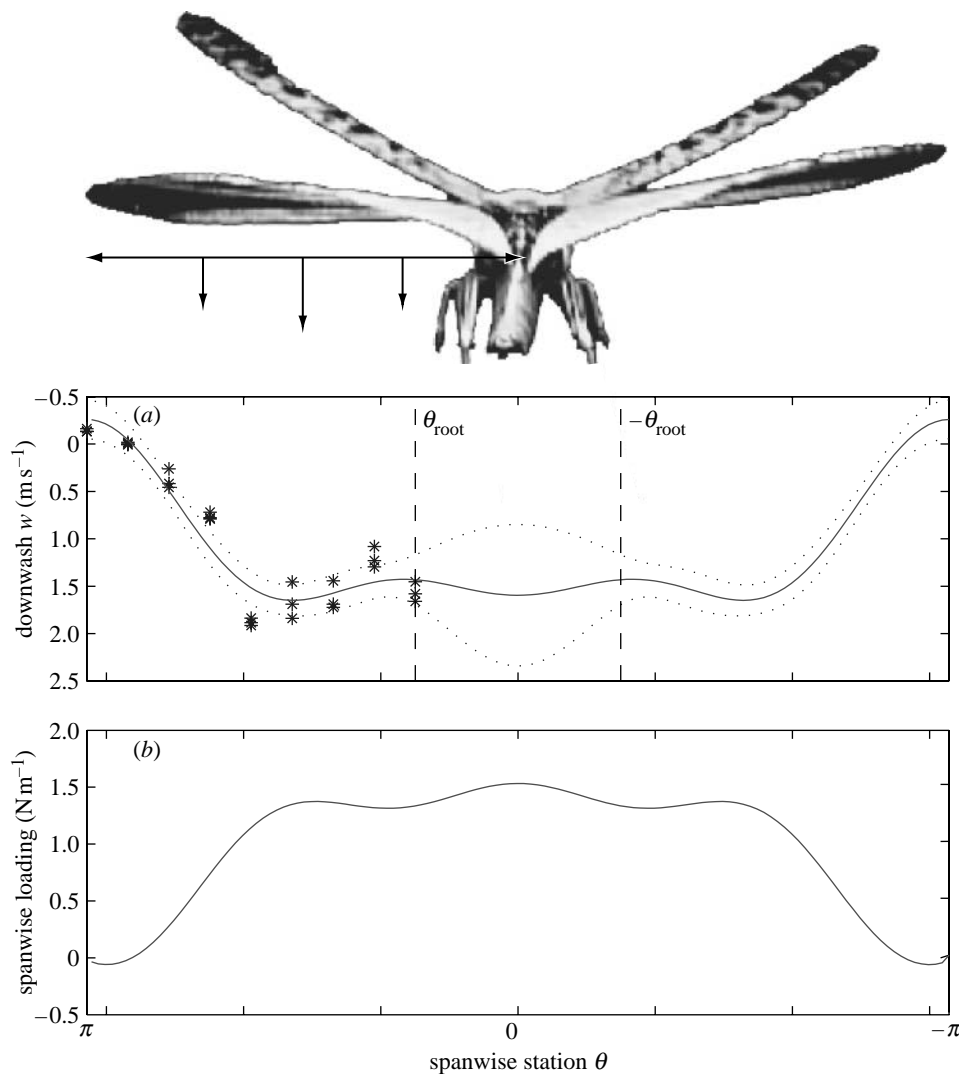 −0.5
(a)
θroot
−θroot
0
0.5
1.0
1.5
2.0
2.5
downwash w (m s−1)
2.0
(b)
1.5
1.0
0.5
0
−0.5
spanwise loading (N m−1)
π
0
−π
spanwise station θ